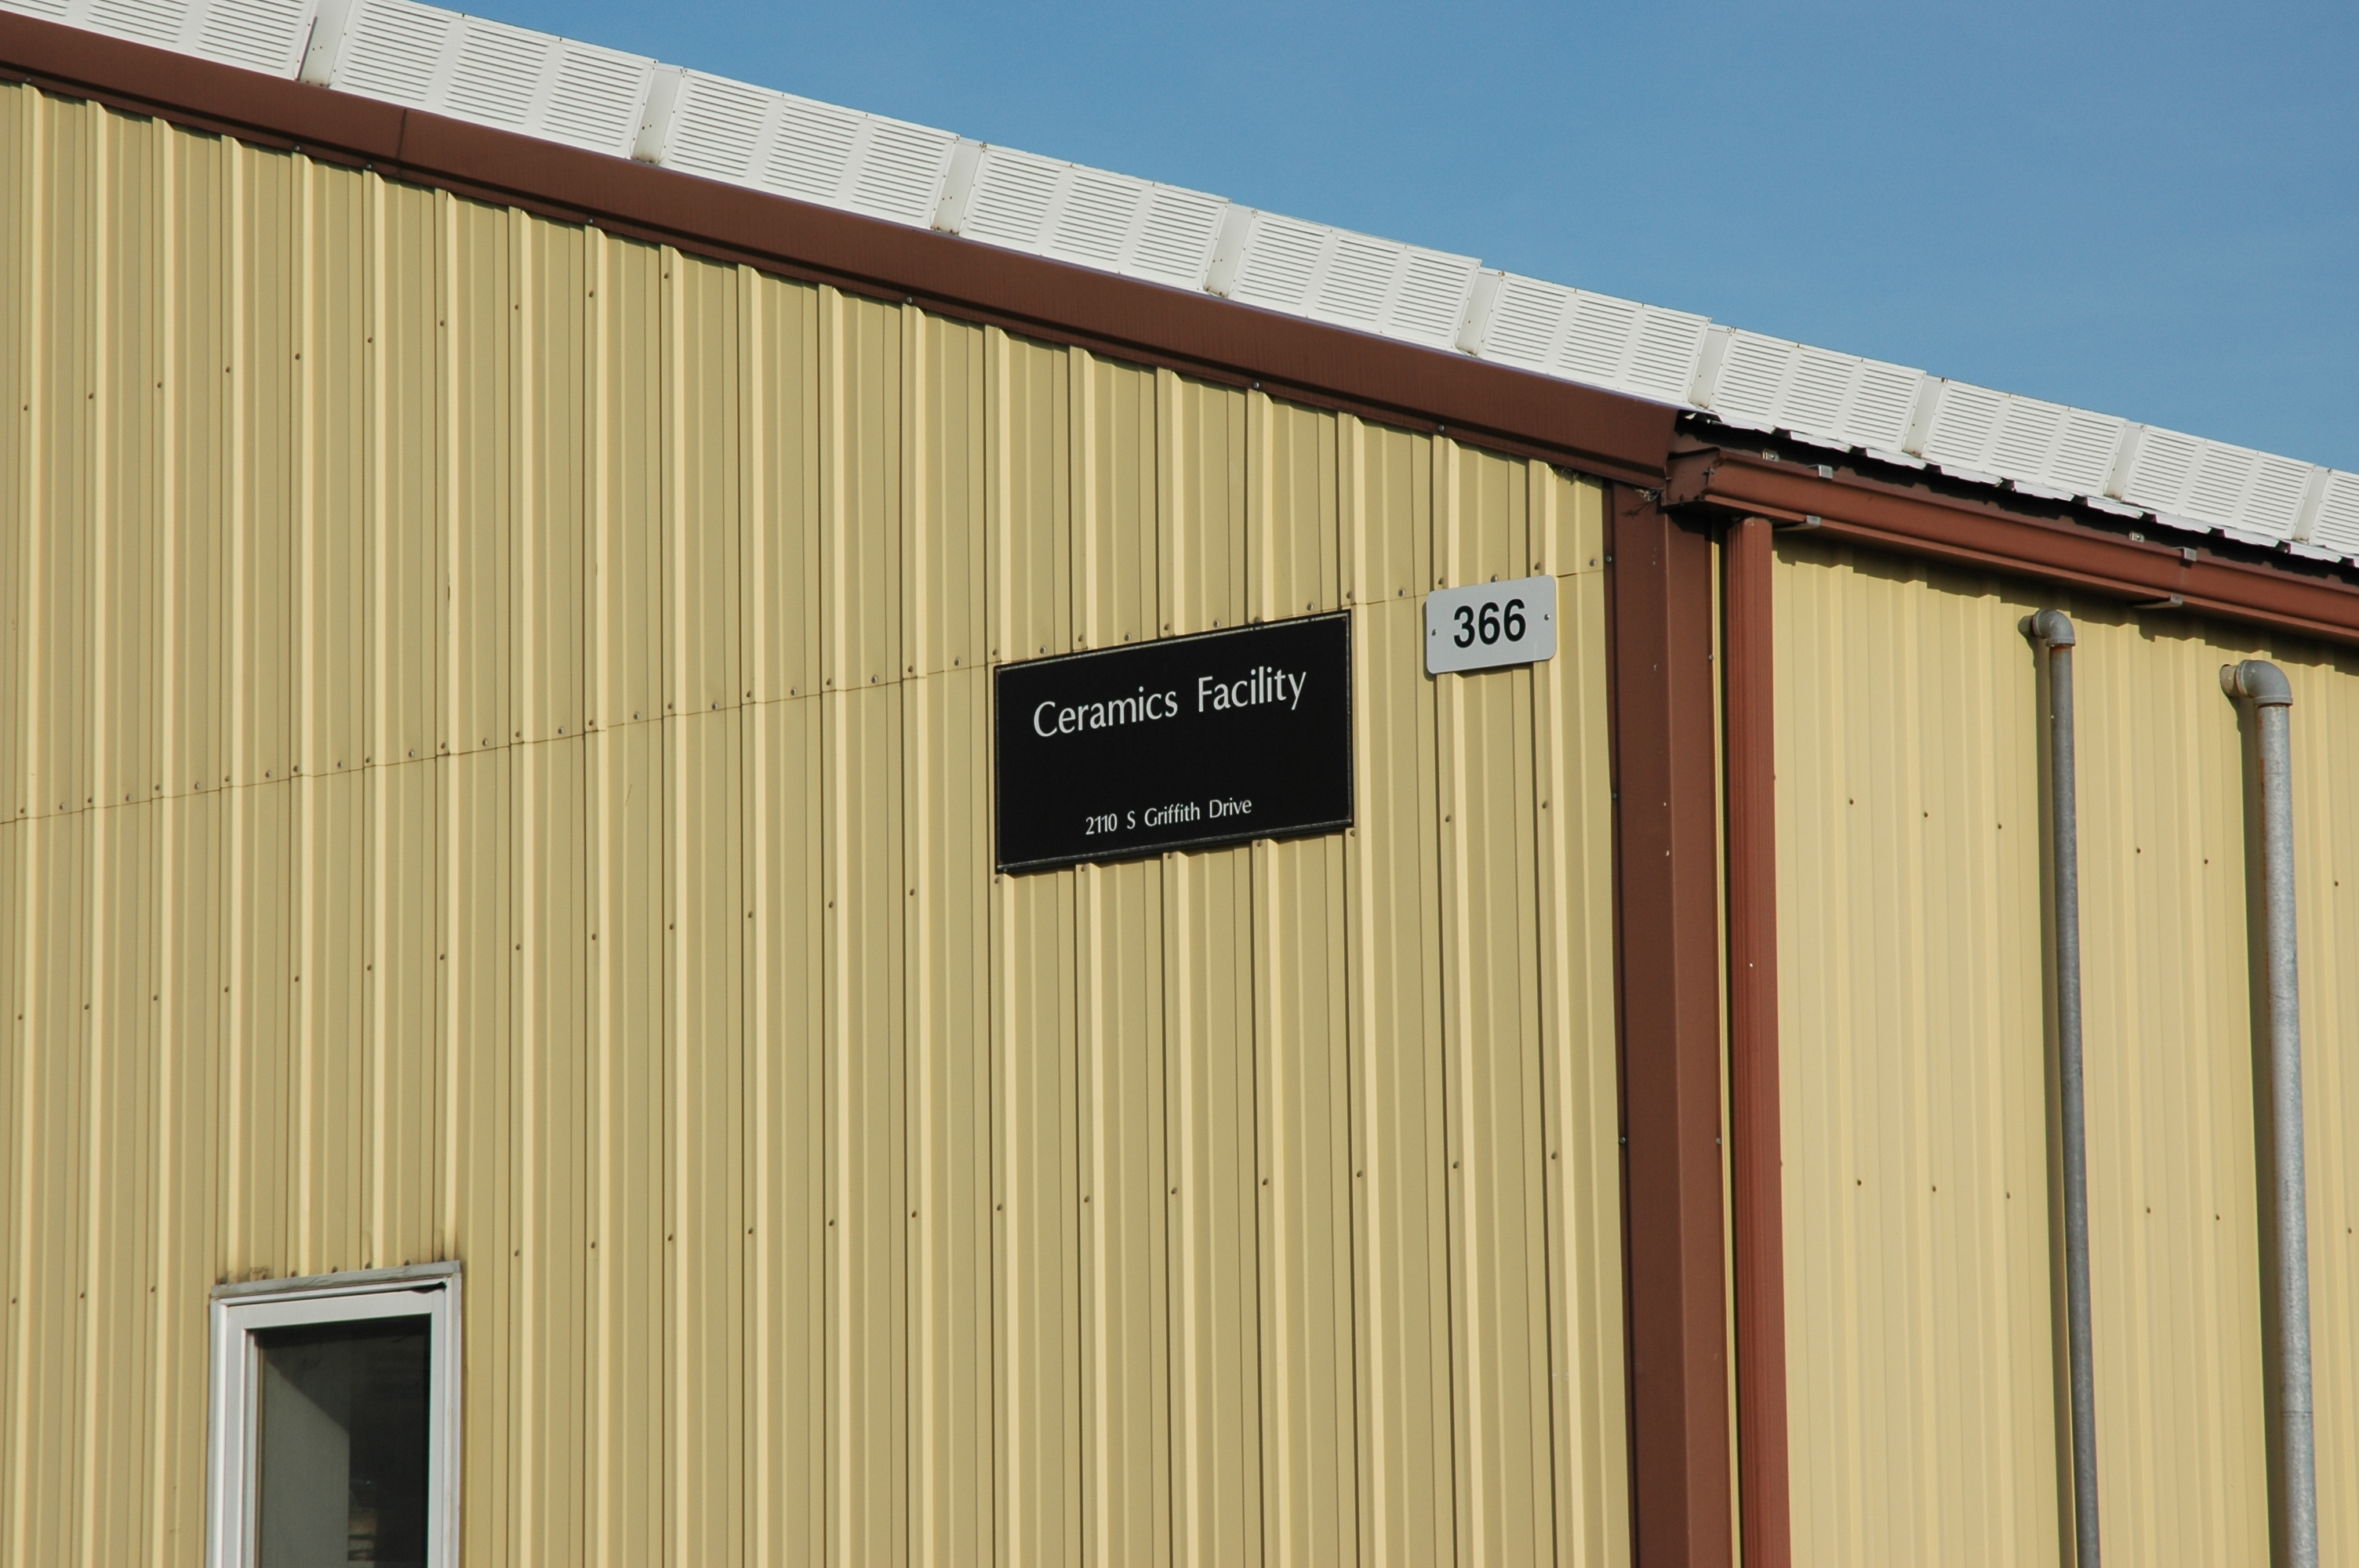 Ceramics Facility
2110 S Griffith Drive
366